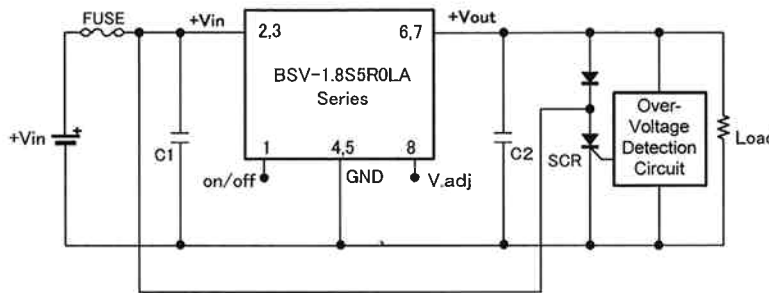 FUSE
+Vin
+Vout
2,3
6,7
BSV-1.8S5R0LA
Series
1
4,5
8
+Vin
+
C1
on/off
GND
V.adj
C2
SCR
Over-
Voltage
Detection
Circuit
Load